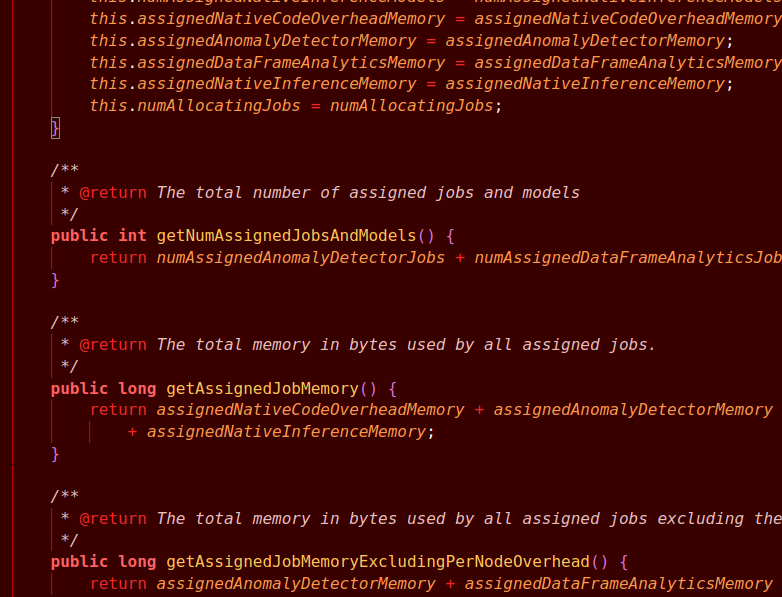 this.assignedNativeCodeOverheadMemory = assignedNativeCodeOverheadMemory
this.assignedAnomalyDetectorMemory = assignedAnomalyDetectorMemory;
this.assignedDataFrameAnalyticsMemory = assignedDataFrameAnalyticsMemory
this.assignedNativeInferenceMemory = assignedNativeInferenceMemory;
this.numAllocatingJobs = numAllocatingJobs;
}
/**
* @return The total number of assigned jobs and models
*/
public int getNumAssignedJobsAndModels() {
return numAssignedAnomalyDetectorJobs + numAssignedDataFrameAnalyticsJob
}
/**
* @return The total memory in bytes used by all assigned jobs.
*/
public long getAssignedJobMemory() {
return assignedNativeCodeOverheadMemory + assignedAnomalyDetectorMemory
+ assignedNativeInferenceMemory;
}
/**
* @return The total memory in bytes used by all assigned jobs excluding the
*/
public long getAssignedJobMemoryExcludingPerNodeOverhead() {
return assignedAnomalyDetectorMemory + assignedDataFrameAnalyticsMemory